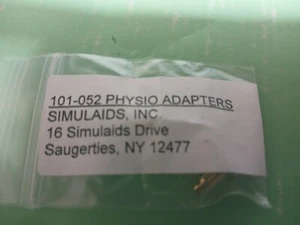 101-052 PHYSIO ADAPTERS
SIMULAIDS, INC.
16 Simulaids Drive
Saugerties, NY 12477